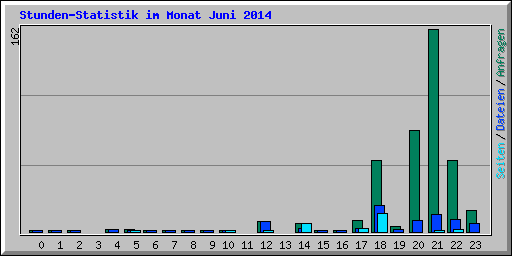 Stunden-Statistik im Monat Juni 2014
162
Seiten/Dateien/Anfragen
0 1 2 3 4 5 6 7 8 9 10 11 12 13 14 15 16 17 18 19 20 21 22 23